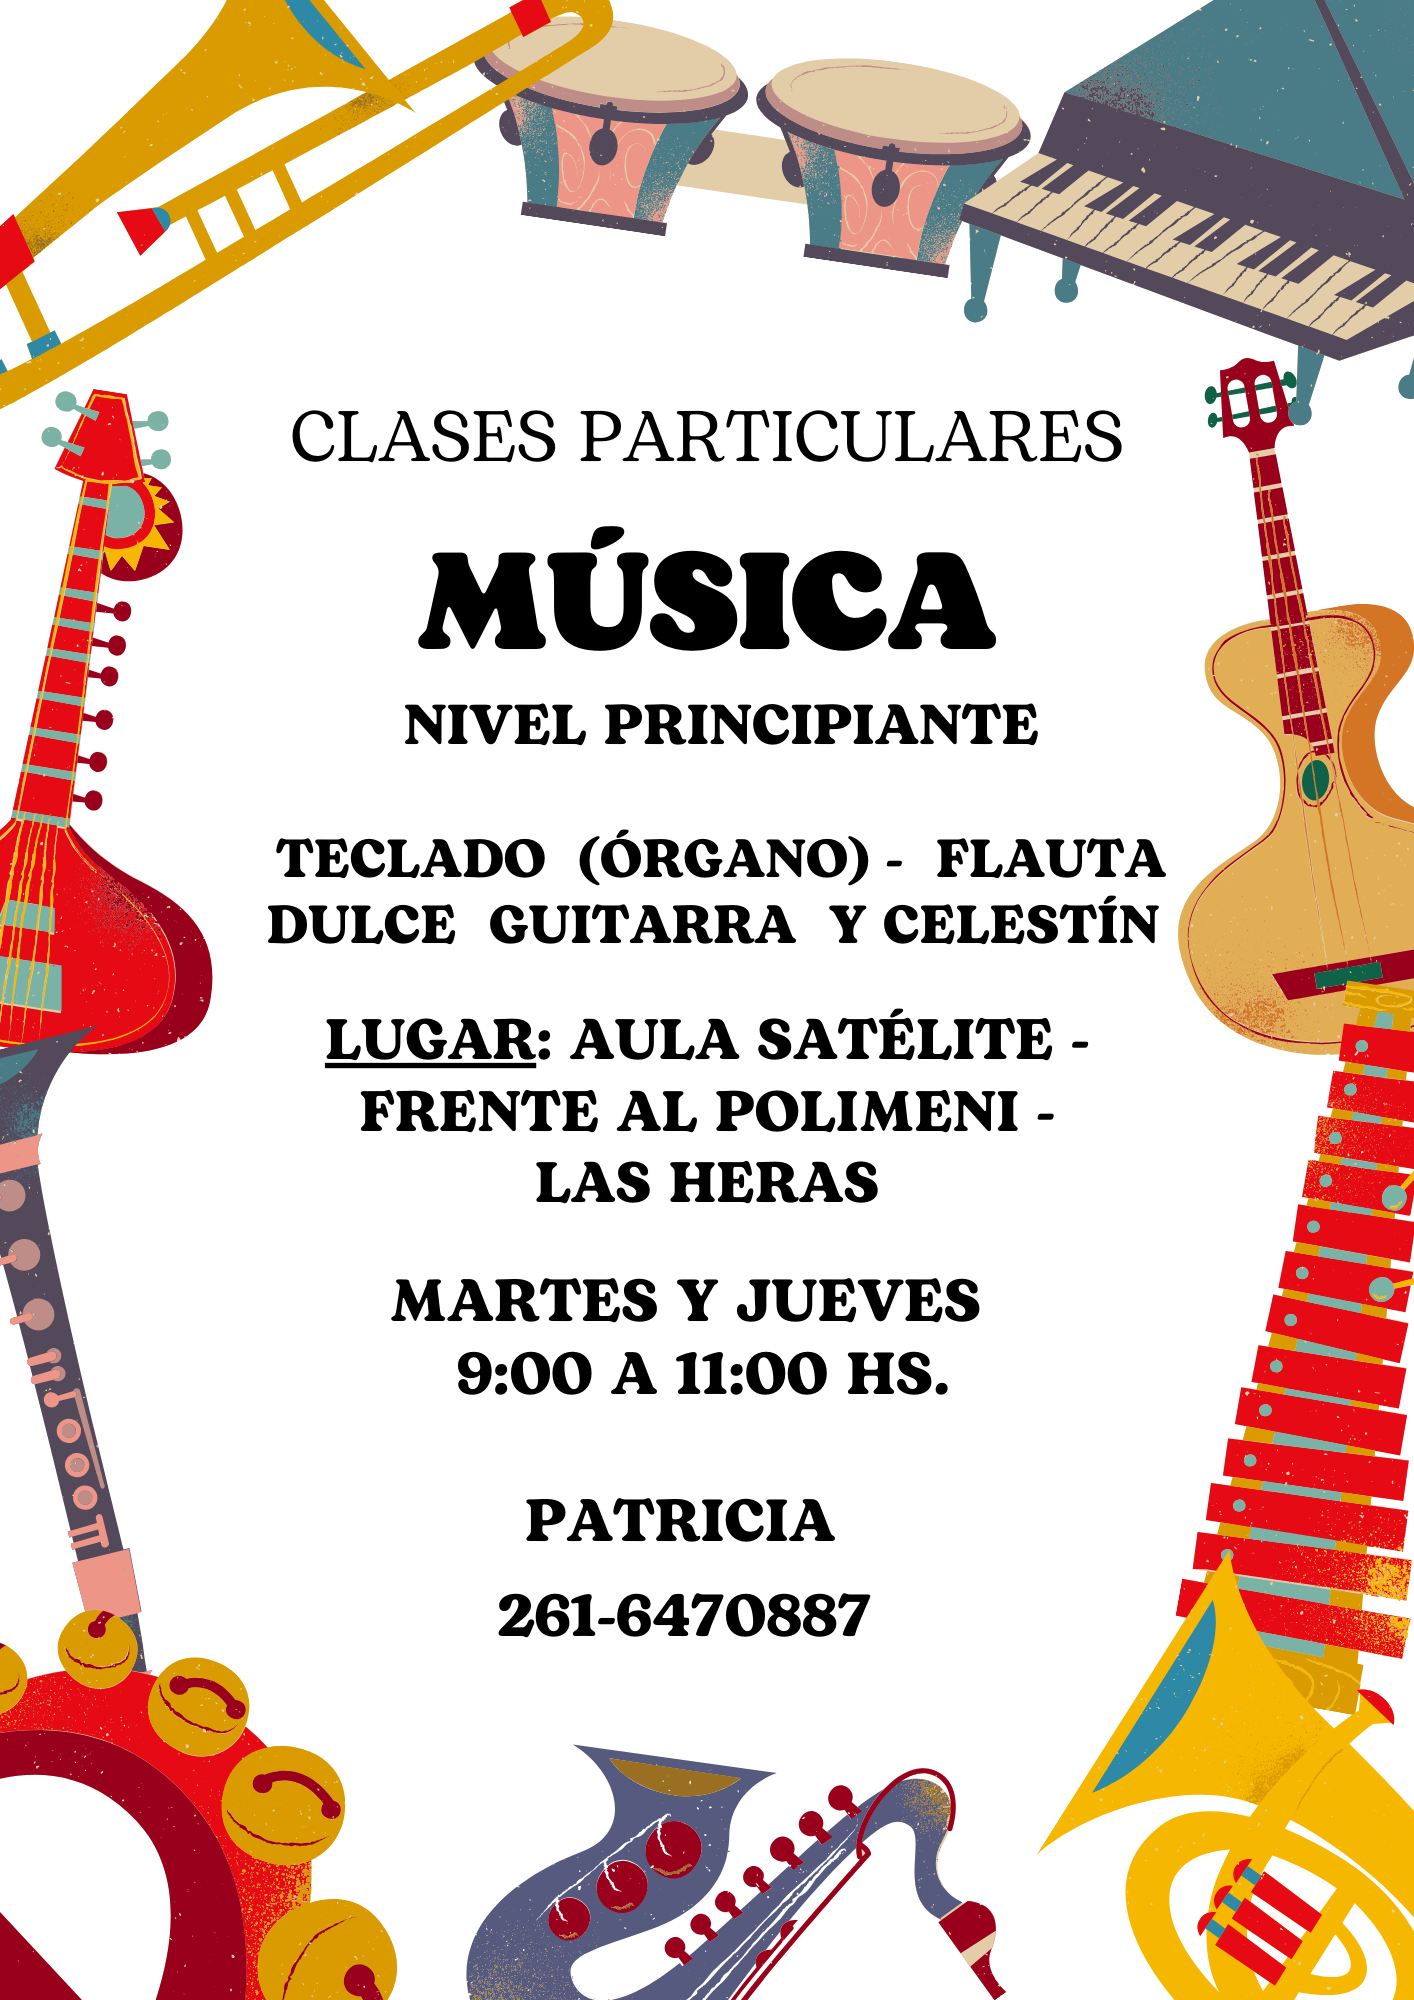 CLASES PARTICULARES
MÚSICA
NIVEL PRINCIPIANTE
TECLADO (ÓRGANO) - FLAUTA
DULCE GUITARRA Y CELESTÍN
LUGAR: AULA SATÉLITE -
FRENTE AL POLIMENI -
LAS HERAS
MARTES Y JUEVES
9:00 A 11:00 HS.
PATRICIA
261-6470887